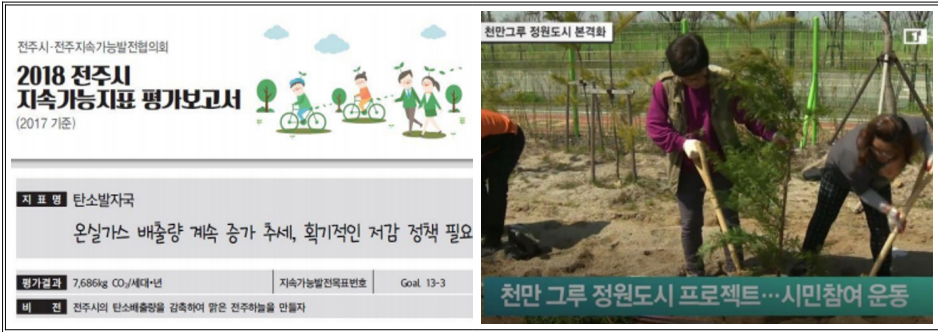 전주시·전주지속가능발전협의회
2018 전주시
지속가능지표 평가보고서
(2017 기준)
지 표 명 탄소발자국
온실가스 배출량 계속 증가 추세, 획기적인 저감 정책 필요
평가결과 7,686kg CO₂/세대•년 지속가능발전목표번호 Goal 13-3
비 전 전주시의 탄소배출량을 감축하여 맑은 전주하늘을 만들자
천만그루 정원도시 본격화
천만 그루 정원도시 프로젝트…시민참여 운동